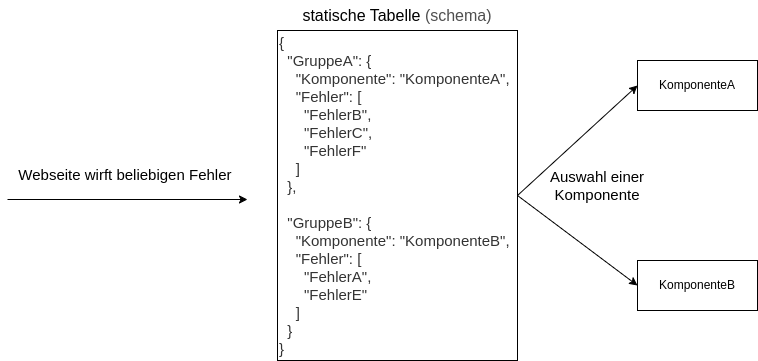 statische Tabelle (schema)
Webseite wirft beliebigen Fehler
{
"GruppeA": {
"Komponente": "KomponenteA",
"Fehler": [
"FehlerB",
"FehlerC",
"FehlerF"
]
},
"GruppeB": {
"Komponente": "KomponenteB",
"Fehler": [
"FehlerA",
"FehlerE"
]
}
}
Auswahl einer
Komponente
KomponenteA
KomponenteB